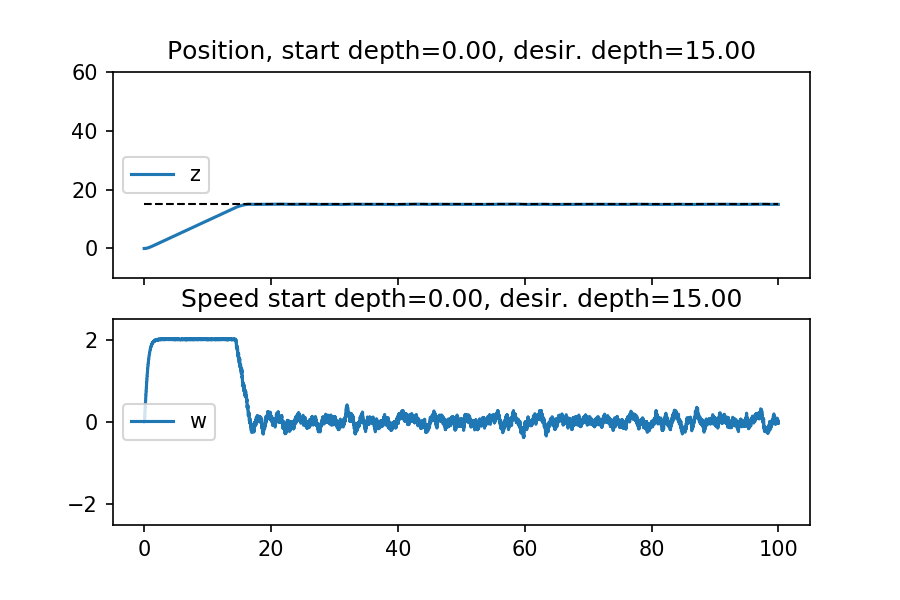 Position, start depth=0.00, desir. depth=15.00
60
40
z
20
0
Speed start depth=0.00, desir. depth=15.00
2
w
0
−2
0 20 40 60 80 100